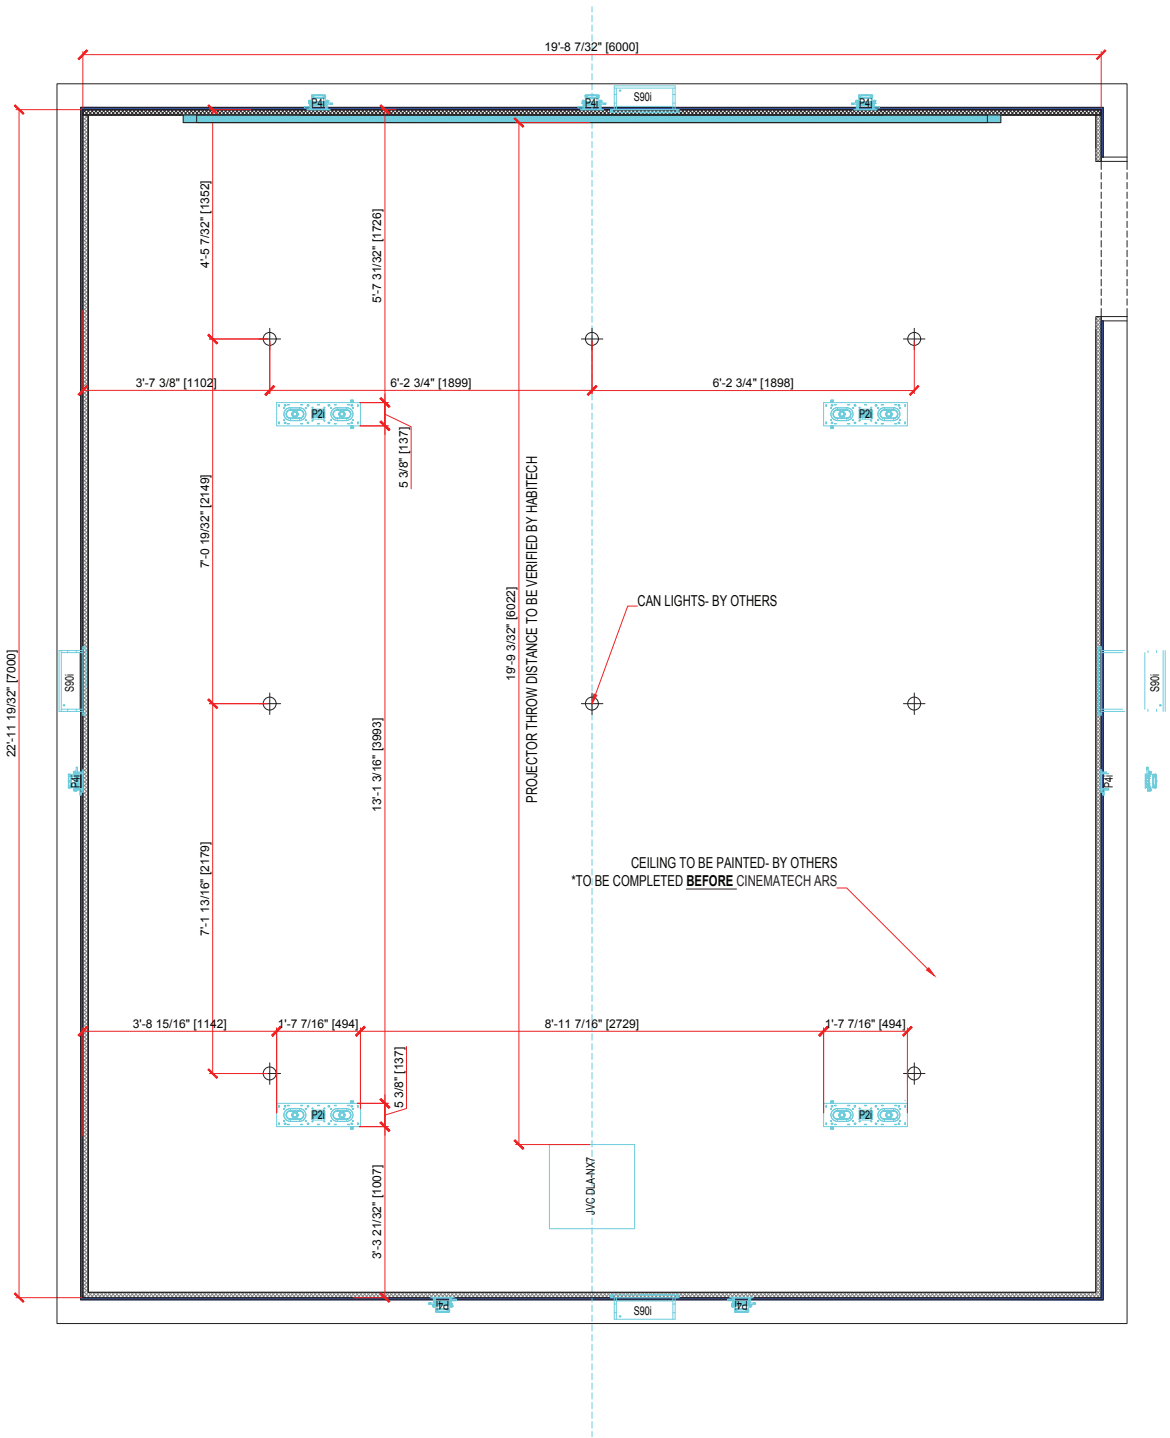 19'-8 7/32" [6000]
P4i
P4i
S90i
P4i
4'-5 7/32" [1352]
5'-7 31/32" [1726]
3'-7 3/8" [1102]
6'-2 3/4" [1899]
6'-2 3/4" [1898]
P2i
P2i
5 3/8" [137]
7'-0 19/32" [2149]
19'-9 3/32" [6022]
PROJECTOR THROW DISTANCE TO BE VERIFIED BY HABITECH
CAN LIGHTS- BY OTHERS
S90i
S90i
22'-11 19/32" [7000]
13'-1 3/16" [3993]
P4i
P4i
CEILING TO BE PAINTED- BY OTHERS
*TO BE COMPLETED BEFORE CINEMATECH ARS
7'-1 13/16" [2179]
3'-8 15/16" [1142]
1'-7 7/16" [494]
8'-11 7/16" [2729]
1'-7 7/16" [494]
5 3/8" [137]
P2i
P2i
JVC DLA-NX7
3'-3 21/32" [1007]
P4i
S90i
P4i